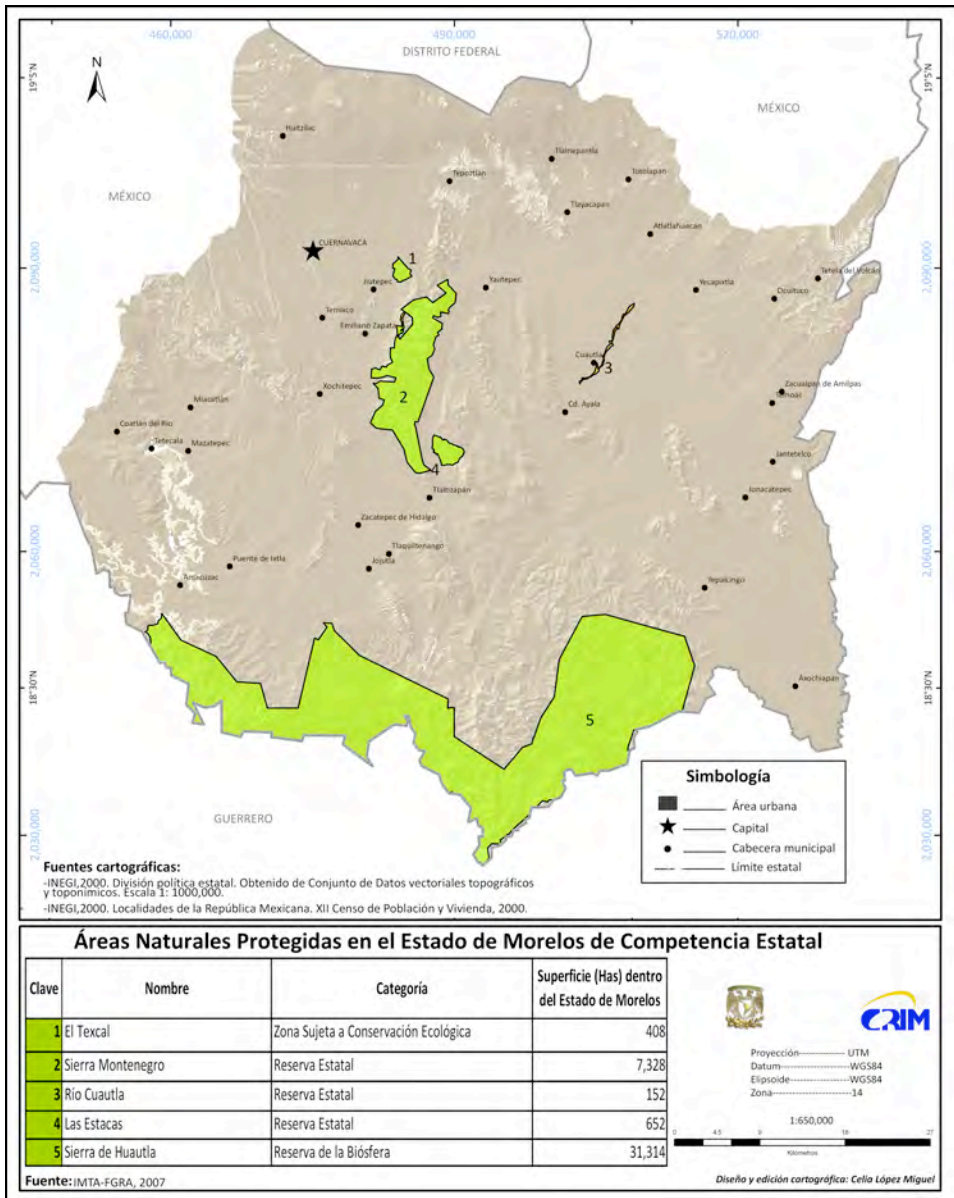 460,000 490,000 520,000
DISTRITO FEDERAL
19°5'N
19°5'N
N
MÉXICO
Huitzilac
Tlalnepantla
Tepoztlán
Totolapan
MÉXICO
Tlayacapan
Atlatlahucan
CUERNAVACA
1
2,090,000
2,090,000
Jiutepec
Yautepec
Yecapixtla
Tetela del Volcán
Ocuituco
Temixco
Emiliano Zapata
Cuautla
3
Zacualpan de Amilpas
Temoac
Xochitepec
2
Miacatlán
Cd. Ayala
Coatlán del Río
Tetecala
Mazatepec
4
Jantetelco
Tlaltizapán
Jonacatepec
Zacatepec de Hidalgo
2,060,000
2,060,000
Tlaquiltenango
Puente de Ixtla
Jojutla
Amacuzac
Tepalcingo
18°30'N
18°30'N
Axochiapan
5
GUERRERO
2,030,000
2,030,000
Simbología
Área urbana
Capital
Cabecera municipal
Límite estatal
Fuentes cartográficas:
-INEGI,2000. División política estatal. Obtenido de Conjunto de Datos vectoriales topográficos
y toponímicos. Escala 1: 1000,000.
-INEGI,2000. Localidades de la República Mexicana. XII Censo de Población y Vivienda, 2000.
Áreas Naturales Protegidas en el Estado de Morelos de Competencia Estatal
Clave Nombre Categoría Superficie (Has) dentro del Estado de Morelos
1 El Texcal Zona Sujeta a Conservación Ecológica 408
2 Sierra Montenegro Reserva Estatal 7,328
3 Río Cuautla Reserva Estatal 152
4 Las Estacas Reserva Estatal 652
5 Sierra de Huautla Reserva de la Biósfera 31,314
Fuente: IMTA-FGRA, 2007
CRIM
Proyección UTM
Datum WGS84
Elipsoide WGS84
Zona 14
1:650,000
0 4.5 9 18 27
Kilometros
Diseño y edición cartográfica: Celia López Miguel